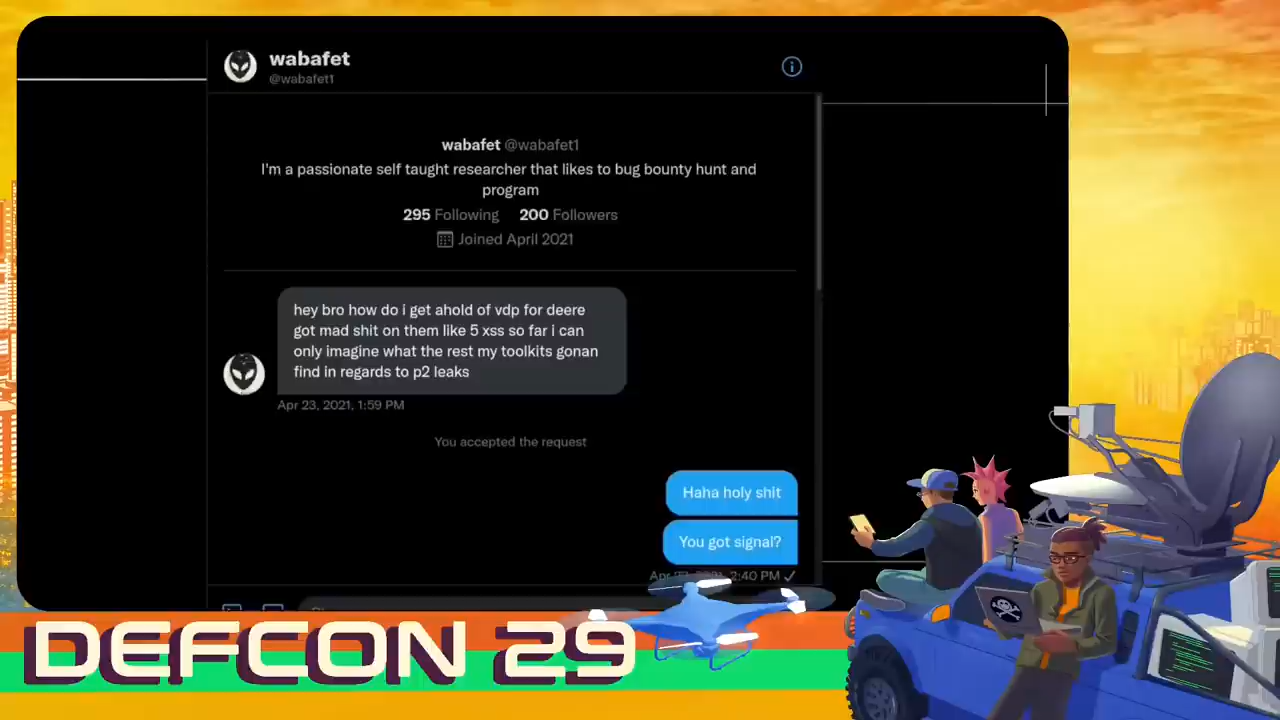 wabafet
@wabafet1
wabafet @wabafet1
I'm a passionate self taught researcher that likes to bug bounty hunt and
program
295 Following 200 Followers
Joined April 2021
hey bro how do i get ahold of vdp for deere
got mad shit on them like 5 xss so far i can
only imagine what the rest my toolkits gonan
find in regards to p2 leaks
Apr 23, 2021, 1:59 PM
You accepted the request
Haha holy shit
You got signal?
Apr 2021, 2:40 PM
DEFCON 29